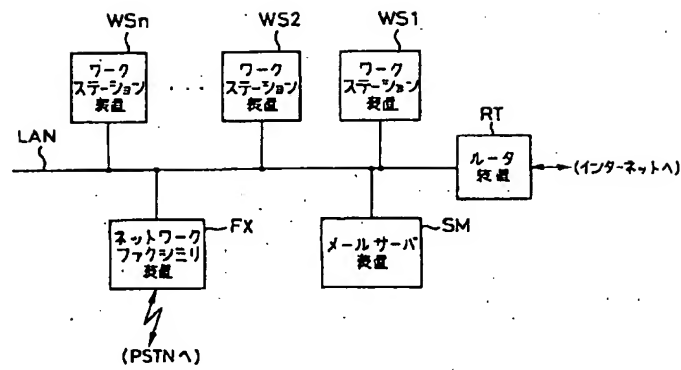 WSn
WS2
WS1
ワーク
ステーション
装置
...
ワーク
ステーション
装置
ワーク
ステーション
装置
LAN
RT
ルータ
装置
(インターネットへ)
ネットワーク
ファクシミリ
装置
FX
メールサーバ
装置
SM
(PSTNへ)